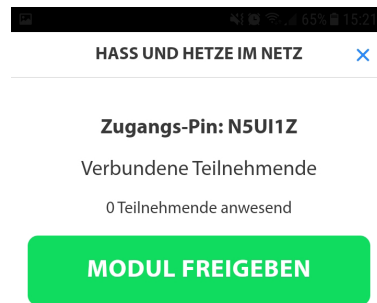 65% 15:21
HASS UND HETZE IM NETZ
Zugangs-Pin: N5UI1Z
Verbundene Teilnehmende
0 Teilnehmende anwesend
MODUL FREIGEBEN